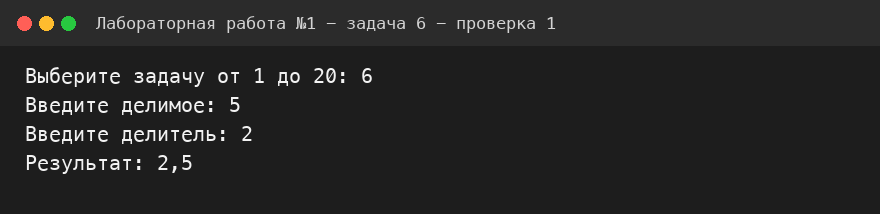 Лабораторная работа №1 — задача 6 — проверка 1
Выберите задачу от 1 до 20: 6
Введите делимое: 5
Введите делитель: 2
Результат: 2,5